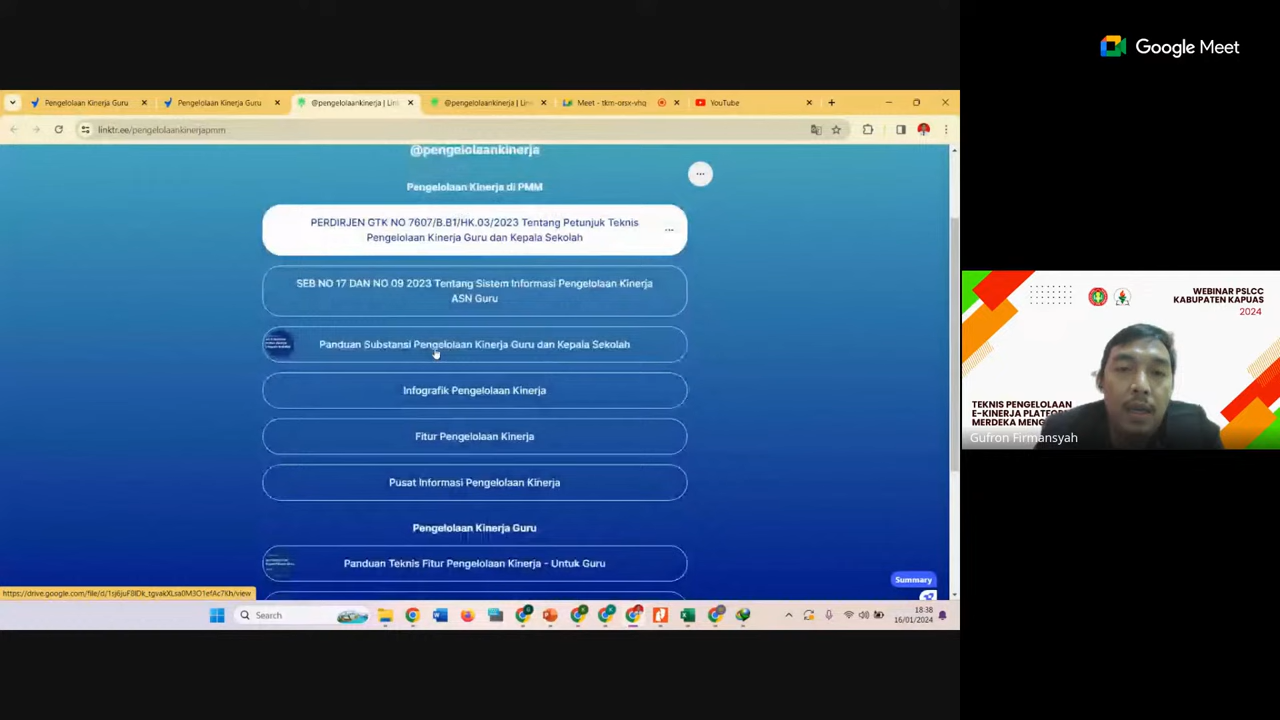 Google Meet
Pengelolaan Kinerja Guru
Pengelolaan Kinerja Guru
@pengelolaankinerja | Link
@pengelolaankinerja | Lin
Meet - tkm-orsx-vhq
YouTube
linktr.ee/pengelolaankinerjapmm
@pengelolaankinerja
Pengelolaan Kinerja di PMM
PERDIRJEN GTK NO 7607/B.B1/HK.03/2023 Tentang Petunjuk Teknis
Pengelolaan Kinerja Guru dan Kepala Sekolah
SEB NO 17 DAN NO 09 2023 Tentang Sistem Informasi Pengelolaan Kinerja
ASN Guru
Panduan Substansi Pengelolaan Kinerja Guru dan Kepala Sekolah
Infografik Pengelolaan Kinerja
Fitur Pengelolaan Kinerja
Pusat Informasi Pengelolaan Kinerja
Pengelolaan Kinerja Guru
Panduan Teknis Fitur Pengelolaan Kinerja - Untuk Guru
Summary
Search
18:38
16/01/2024
WEBINAR PSLCC
KABUPATEN KAPUAS
2024
TEKNIS PENGELOLAAN
E-KINERJA PLATFO
MERDEKA MENG
Gufron Firmansyah